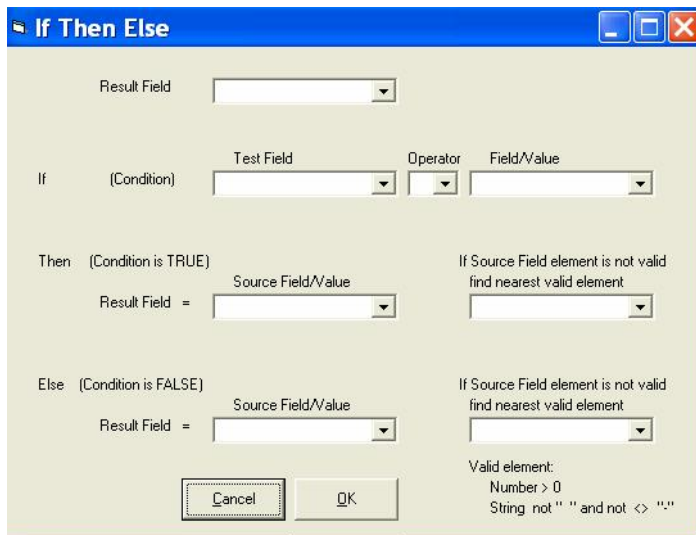 If Then Else
Result Field
Test Field Operator Field/Value
If (Condition)
Then (Condition is TRUE) If Source Field element is not valid
Source Field/Value find nearest valid element
Result Field =
Else (Condition is FALSE) If Source Field element is not valid
Source Field/Value find nearest valid element
Result Field =
Valid element:
Cancel OK Number > 0
String not " " and not <> "-"